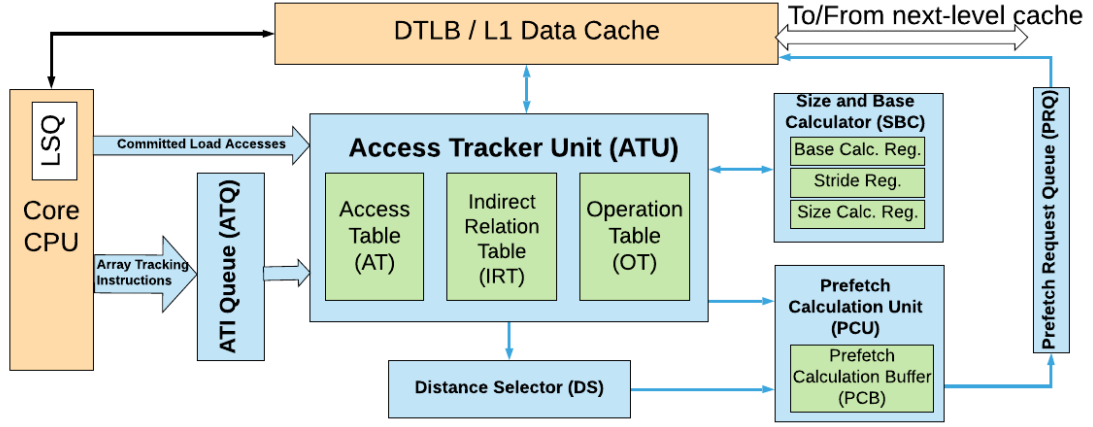 DTLB / L1 Data Cache
To/From next-level cache
LSQ
Core
CPU
Committed Load Accesses
Array Tracking
Instructions
ATI Queue (ATQ)
Access Tracker Unit (ATU)
Access
Table
(AT)
Indirect
Relation
Table
(IRT)
Operation
Table
(OT)
Size and Base
Calculator (SBC)
Base Calc. Reg.
Stride Reg.
Size Calc. Reg.
Prefetch
Calculation Unit
(PCU)
Prefetch
Calculation Buffer
(PCB)
Distance Selector (DS)
Prefetch Request Queue (PRQ)